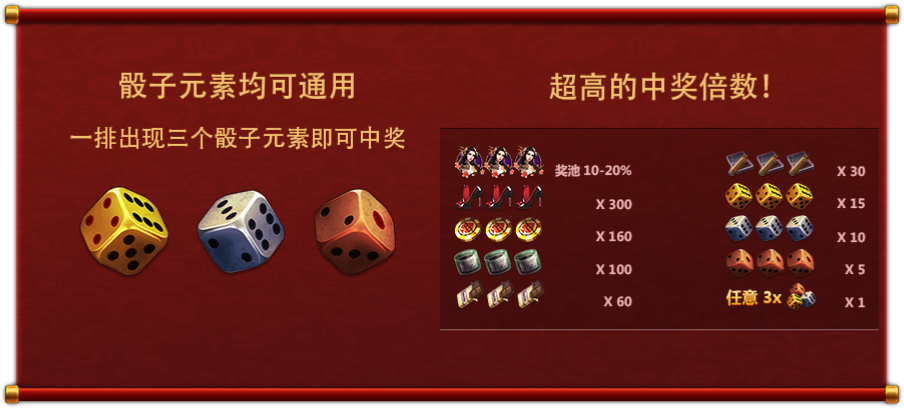 骰子元素均可通用
一排出现三个骰子元素即可中奖
超高的中奖倍数!
奖池 10-20%
X 300
X 160
X 100
X 60
X 30
X 15
X 10
X 5
任意 3x X 1